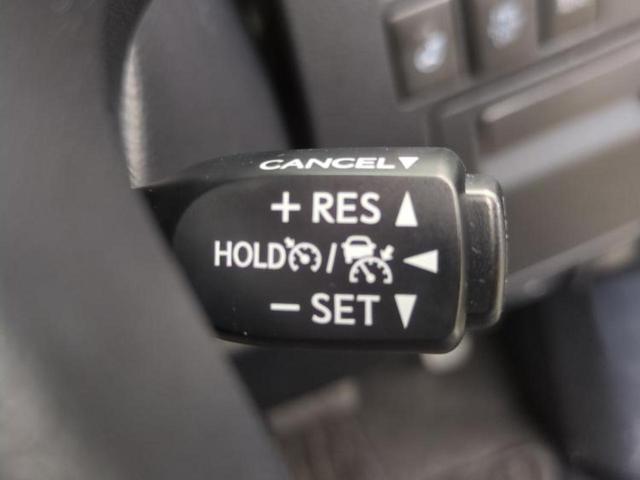 CANCEL▼
+ RES ▲
HOLD / ◀
− SET ▼